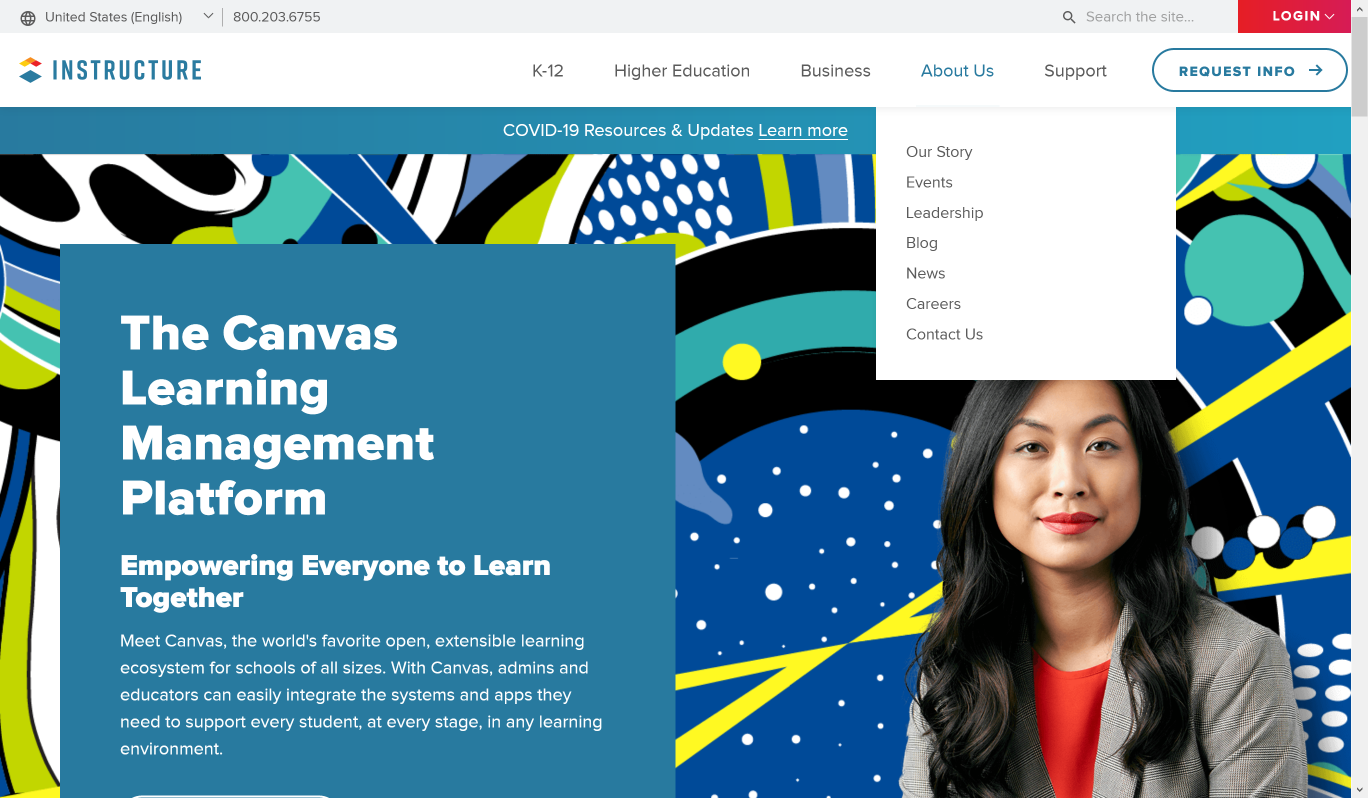 United States (English)
800.203.6755
Search the site...
LOGIN
INSTRUCTURE
K-12
Higher Education
Business
About Us
Support
REQUEST INFO
COVID-19 Resources & Updates Learn more
Our Story
Events
Leadership
Blog
News
Careers
Contact Us
The Canvas
Learning
Management
Platform
Empowering Everyone to Learn
Together
Meet Canvas, the world's favorite open, extensible learning
ecosystem for schools of all sizes. With Canvas, admins and
educators can easily integrate the systems and apps they
need to support every student, at every stage, in any learning
environment.